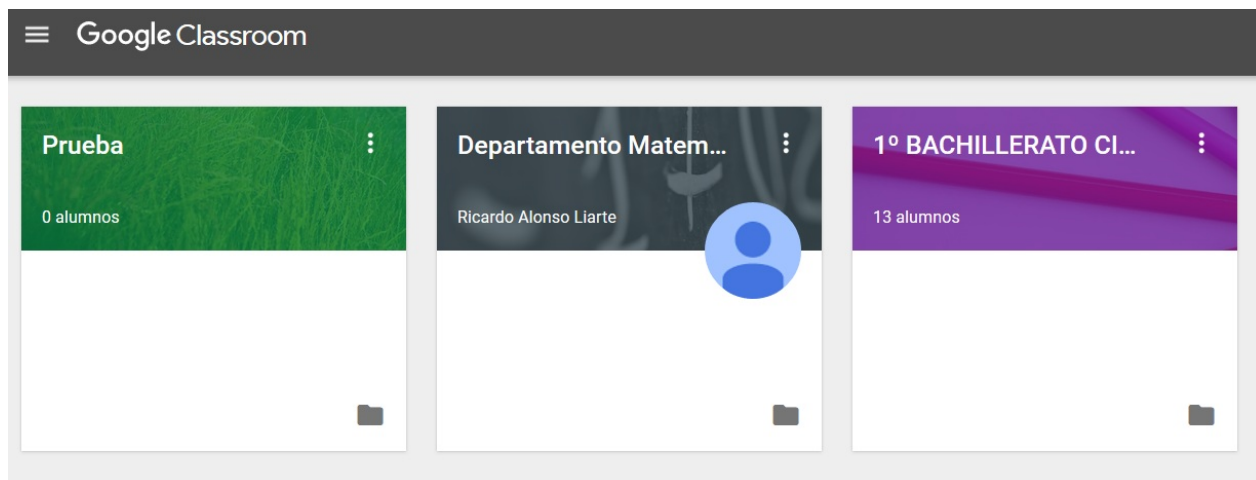 Google Classroom
Prueba
0 alumnos
Departamento Matem...
Ricardo Alonso Liarte
1º BACHILLERATO CI...
13 alumnos